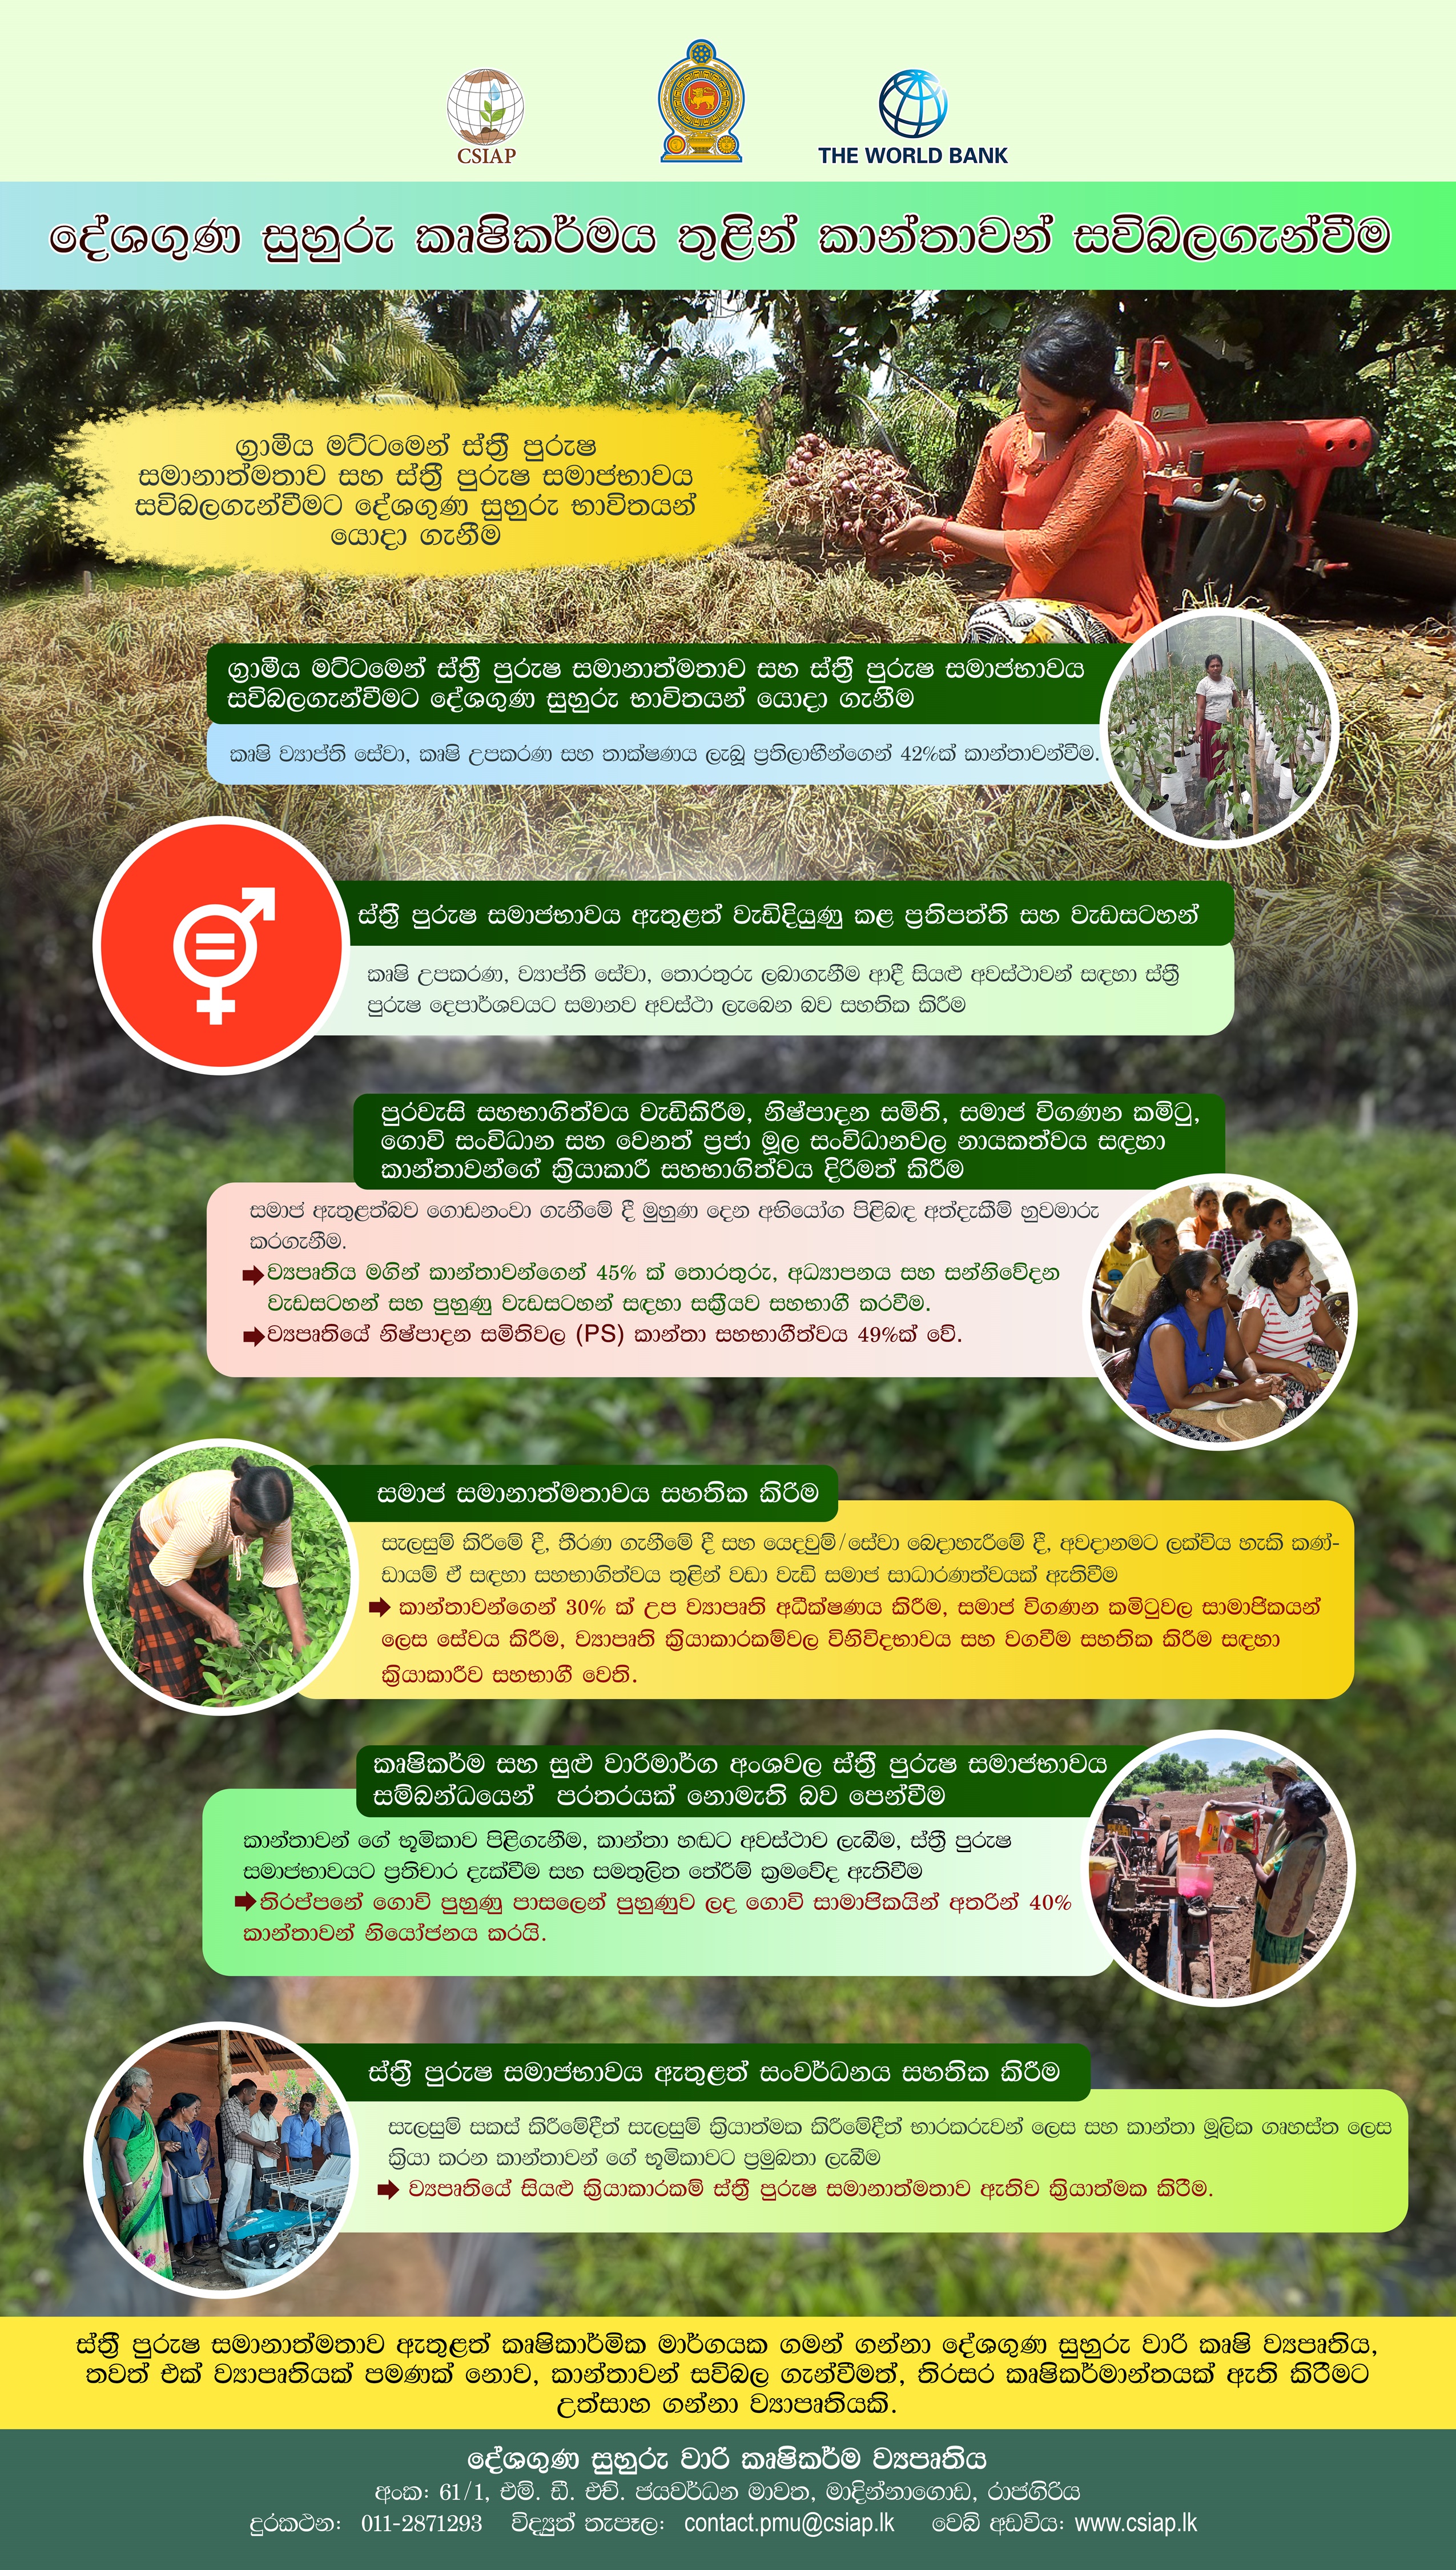 CSIAP
THE WORLD BANK
දේශගුණ සුහුරු කෘෂිකර්මය තුළින් කාන්තාවන් සවිබලගැන්වීම
ග්‍රාමීය මට්ටමෙන් ස්ත්‍රී පුරුෂ
සමානාත්මතාව සහ ස්ත්‍රී පුරුෂ සමාජභාවය
සවිබලගැන්වීමට දේශගුණ සුහුරු භාවිතයන්
යොදා ගැනීම
ග්‍රාමීය මට්ටමෙන් ස්ත්‍රී පුරුෂ සමානාත්මතාව සහ ස්ත්‍රී පුරුෂ සමාජභාවය
සවිබලගැන්වීමට දේශගුණ සුහුරු භාවිතයන් යොදා ගැනීම
කෘෂි ව්‍යාප්ති සේවා, කෘෂි උපකරණ සහ තාක්ෂණය ලැබූ ප්‍රතිලාභීන්ගෙන් 42%ක් කාන්තාවන්වීම.
ස්ත්‍රී පුරුෂ සමාජභාවය ඇතුළත් වැඩිදියුණු කළ ප්‍රතිපත්ති සහ වැඩසටහන්
කෘෂි උපකරණ, ව්‍යාප්ති සේවා, තොරතුරු ලබාගැනීම ආදී සියළු අවස්ථාවන් සඳහා ස්ත්‍රී
පුරුෂ දෙපාර්ශවයට සමානව අවස්ථා ලැබෙන බව සහතික කිරීම
පුරවැසි සහභාගිත්වය වැඩිකිරීම, නිෂ්පාදන සමිති, සමාජ විගණන කමිටු,
ගොවි සංවිධාන සහ වෙනත් ප්‍රජා මූල සංවිධානවල නායකත්වය සඳහා
කාන්තාවන්ගේ ක්‍රියාකාරී සහභාගිත්වය දිරිමත් කිරීම
සමාජ ඇතුළත්බව ගොඩනංවා ගැනීමේ දී මුහුණ දෙන අභියෝග පිළිබඳ අත්දැකීම් හුවමාරු
කරගැනීම.
ව්‍යපෘතිය මගින් කාන්තාවන්ගෙන් 45% ක් තොරතුරු, අධ්‍යාපනය සහ සන්නිවේදන
වැඩසටහන් සහ පුහුණු වැඩසටහන් සඳහා සක්‍රීයව සහභාගී කරවීම.
ව්‍යපෘතියේ නිෂ්පාදන සමිතිවල (PS) කාන්තා සහභාගීත්වය 49%ක් වේ.
සමාජ සමානාත්මතාවය සහතික කිරිම
සැලසුම් කිරීමේ දී, තීරණ ගැනීමේ දී සහ යෙදවුම්/සේවා බෙදාහැරීමේ දී, අවදානමට ලක්විය හැකි කණ්-
ඩායම් ඒ සඳහා සහභාගිත්වය තුළින් වඩා වැඩි සමාජ සාධාරණත්වයක් ඇතිවීම
කාන්තාවන්ගෙන් 30% ක් උප ව්‍යාපෘති අධීක්ෂණය කිරීම, සමාජ විගණන කමිටුවල සාමාජිකයන්
ලෙස සේවය කිරීම, ව්‍යාපෘති ක්‍රියාකාරකම්වල විනිවිදභාවය සහ වගවීම සහතික කිරීම සඳහා
ක්‍රියාකාරීව සහභාගී වෙති.
කෘෂිකර්ම සහ සුළු වාරිමාර්ග අංශවල ස්ත්‍රී පුරුෂ සමාජභාවය
සම්බන්ධයෙන් පරතරයක් නොමැති බව පෙන්වීම
කාන්තාවන් ගේ භූමිකාව පිළිගැනීම, කාන්තා හඬට අවස්ථාව ලැබීම, ස්ත්‍රී පුරුෂ
සමාජභාවයට ප්‍රතිචාර දැක්වීම සහ සමතුලිත තේරීම් ක්‍රමවේද ඇතිවීම
තිරප්පනේ ගොවි පුහුණු පාසලෙන් පුහුණුව ලද ගොවි සාමාපිකයින් අතරින් 40%
කාන්තාවන් නියෝජනය කරයි.
ස්ත්‍රී පුරුෂ සමාජභාවය ඇතුළත් සංවර්ධනය සහතික කිරීම
සැලසුම් සකස් කිරීමේදීත් සැලසුම් ක්‍රියාත්මක කිරීමේදීත් භාරකරුවන් ලෙස සහ කාන්තා මූලික ගෘහස්ත ලෙස
ක්‍රියා කරන කාන්තාවන් ගේ භූමිකාවට ප්‍රමුඛතා ලැබීම
ව්‍යපෘතියේ සියළු ක්‍රියාකාරකම් ස්ත්‍රී පුරුෂ සමානාත්මතාව ඇතිව ක්‍රියාත්මක කිරීම.
ස්ත්‍රී පුරුෂ සමානාත්මතාව ඇතුළත් කෘෂිකාර්මික මාර්ගයක ගමන් ගන්නා දේශගුණ සුහුරු වාරි කෘෂි ව්‍යපෘතිය,
තවත් එක් ව්‍යාපෘතියක් පමණක් නොව, කාන්තාවන් සවිබල ගැන්වීමත්, තිරසර කෘෂිකර්මාන්තයක් ඇති කිරීමට
උත්සාහ ගන්නා ව්‍යාපෘතියකි.
දේශගුණ සුහුරු වාරි කෘෂිකර්ම ව්‍යපෘතිය
අංක: 61/1, එම්. ඩී. එච්. ජයවර්ධන මාවත, මාදින්නාගොඩ, රාජගිරිය
දුරකථන: 011-2871293 විද්‍යුත් තැපෑල: contact.pmu@csiap.lk වෙබ් අඩවිය: www.csiap.lk